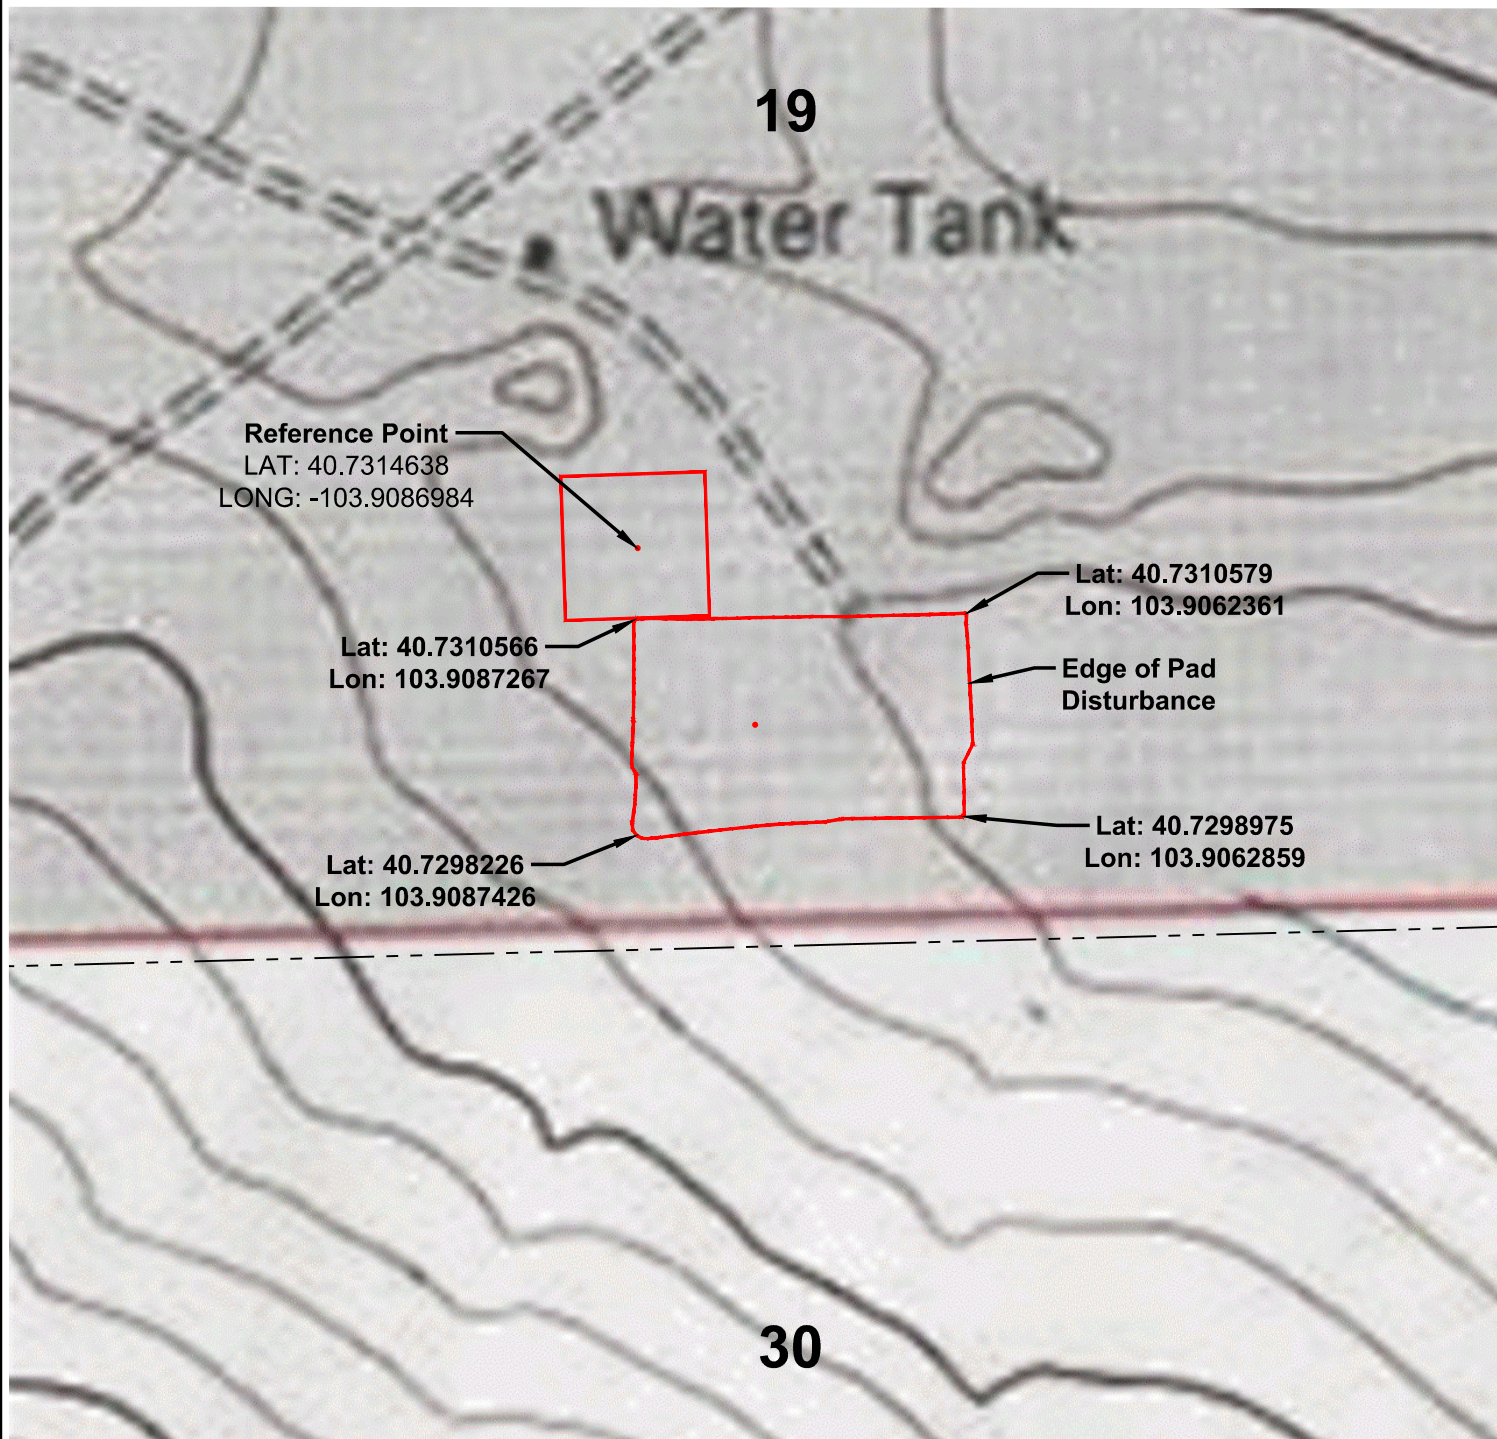 19
Water Tank
Reference Point
LAT: 40.7314638
LONG: -103.9086984
Lat: 40.7310579
Lon: 103.9062361
Lat: 40.7310566
Lon: 103.9087267
Edge of Pad
Disturbance
Lat: 40.7298975
Lon: 103.9062859
Lat: 40.7298226
Lon: 103.9087426
30